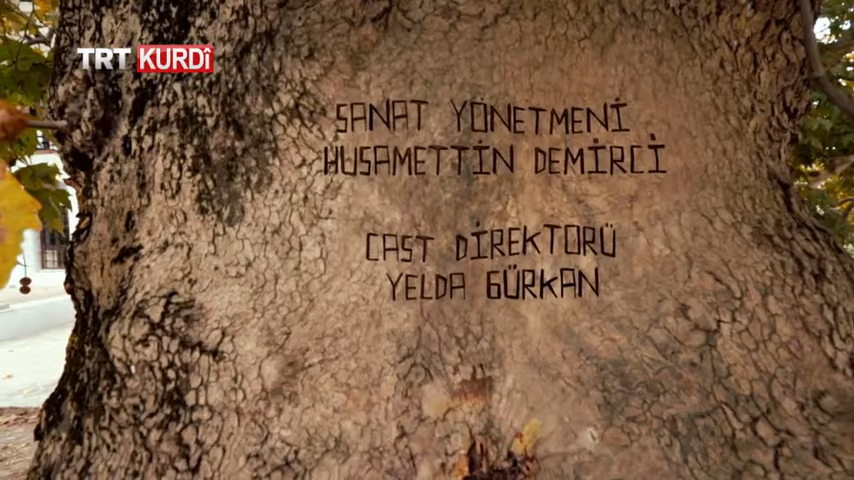 TRT KURDÎ
SANAT YÖNETMENİ
HUSAMETTİN DEMİRCİ
CAST DİREKTORÜ
YELDA GÜRKAN